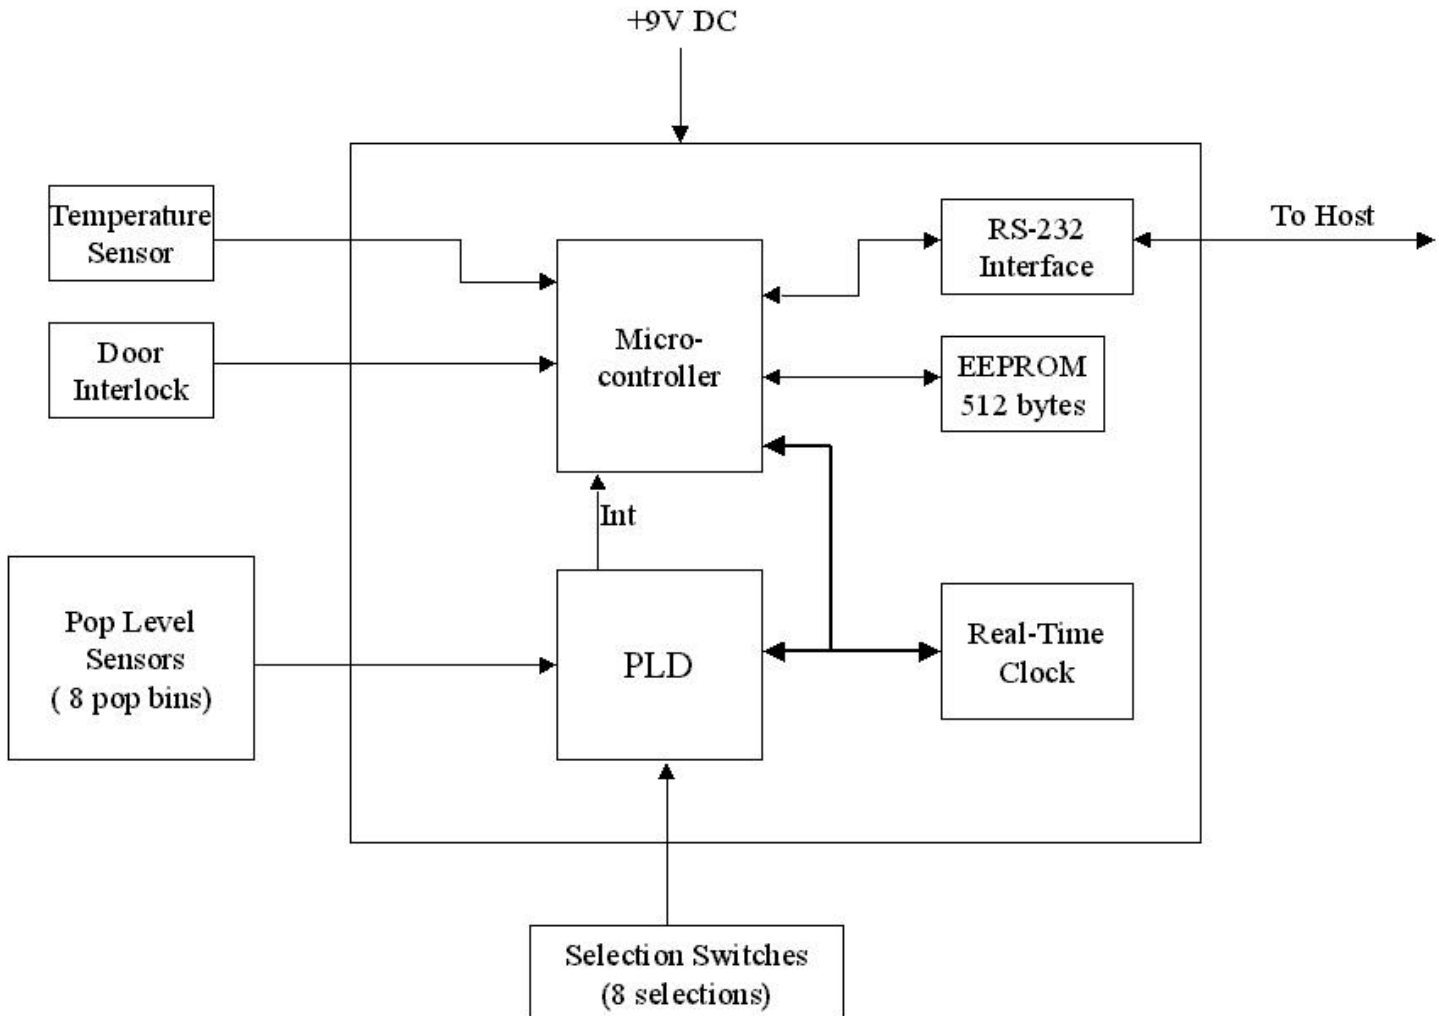 +9V DC
Temperature
Sensor
RS-232
Interface
To Host
Door
Interlock
Micro-
controller
EEPROM
512 bytes
Int
Pop Level
Sensors
( 8 pop bins)
PLD
Real-Time
Clock
Selection Switches
(8 selections)